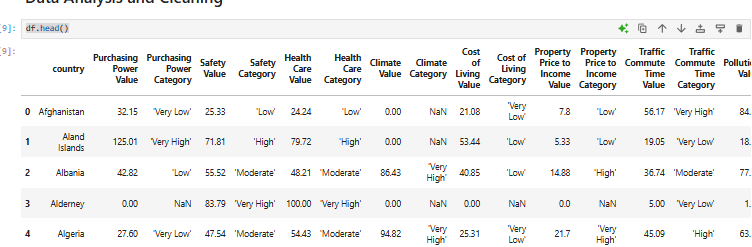 Data Analysis and Cleaning
[9]: df.head()
[9]:
country Purchasing Power Value Purchasing Power Category Safety Value Safety Category Health Care Value Health Care Category Climate Value Climate Category Cost of Living Value Cost of Living Category Property Price to Income Value Property Price to Income Category Traffic Commute Time Value Traffic Commute Time Category
0 Afghanistan 32.15 'Very Low' 25.33 'Low' 24.24 'Low' 0.00 NaN 21.08 'Very Low' 7.8 'Low' 56.17 'Very High' 84.
1 Aland Islands 125.01 'Very High' 71.81 'High' 79.72 'High' 0.00 NaN 53.44 'Low' 5.33 'Low' 19.05 'Very Low' 18.
2 Albania 42.82 'Low' 55.52 'Moderate' 48.21 'Moderate' 86.43 'Very High' 40.85 'Low' 14.88 'High' 36.74 'Moderate' 77.
3 Alderney 0.00 NaN 83.79 'Very High' 100.00 'Very High' 0.00 NaN 0.00 NaN 0.0 NaN 5.00 'Very Low' 1.
4 Algeria 27.60 'Very Low' 47.54 'Moderate' 54.43 'Moderate' 94.82 'Very High' 25.31 'Very Low' 21.7 'Very High' 45.09 'High' 63.